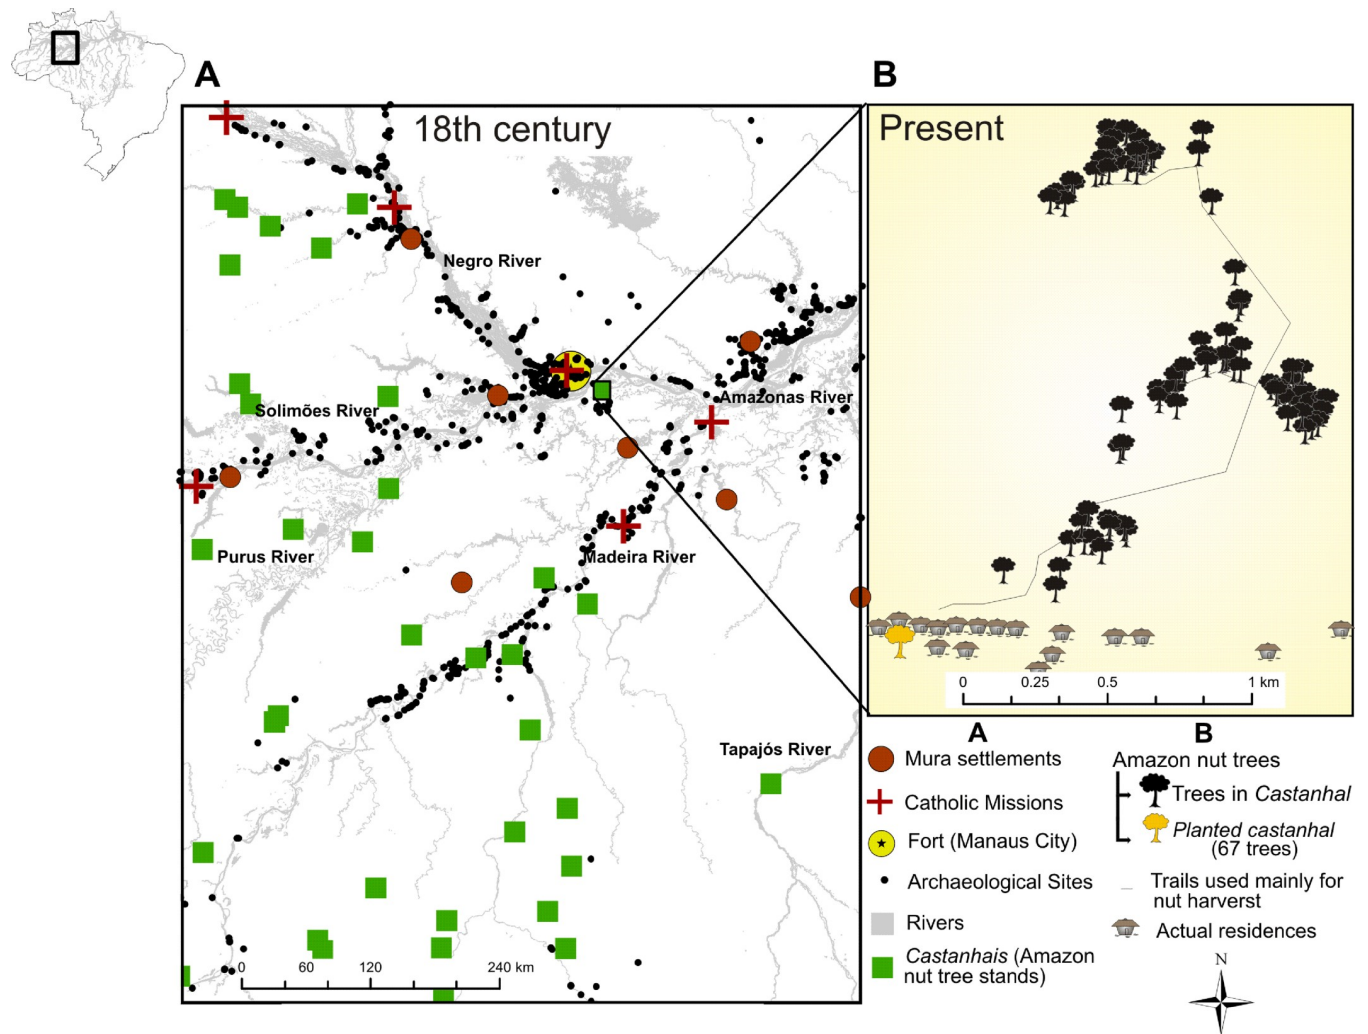 A
B
18th century
Present
Negro River
Amazonas River
Solimões River
Purus River
Madeira River
Tapajós River
0 60 120 240 km
0 0.25 0.5 1 km
A
Mura settlements
Catholic Missions
Fort (Manaus City)
Archaeological Sites
Rivers
Castanhais (Amazon
nut tree stands)
B
Amazon nut trees
Trees in Castanhal
Planted castanhal
(67 trees)
Trails used mainly for
nut harverst
Actual residences
N